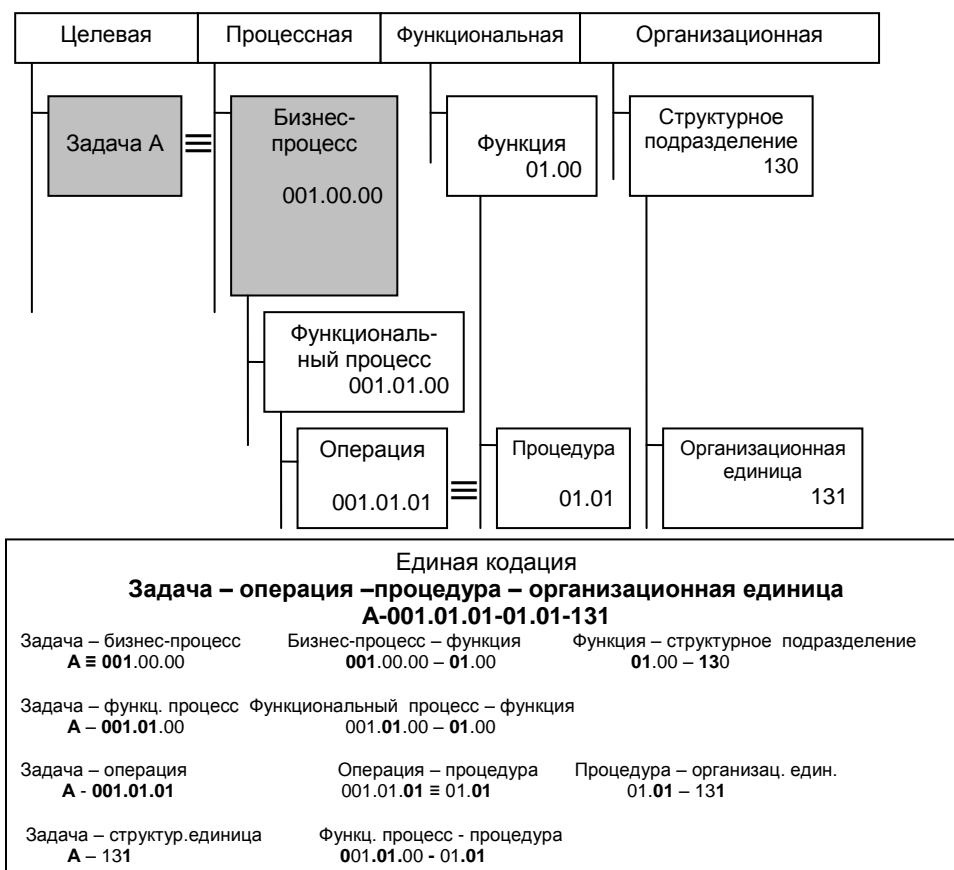 Целевая Процессная Функциональная Организационная
Задача А
≡
Бизнес-
процесс
001.00.00
Функция
01.00
Структурное
подразделение
130
Функциональ-
ный процесс
001.01.00
Операция
001.01.01
≡
Процедура
01.01
Организационная
единица
131
Единая кодация
Задача – операция –процедура – организационная единица
А-001.01.01-01.01-131
Задача – бизнес-процесс Бизнес-процесс – функция Функция – структурное подразделение
А ≡ 001.00.00 001.00.00 – 01.00 01.00 – 130
Задача – функц. процесс Функциональный процесс – функция
А – 001.01.00 001.01.00 – 01.00
Задача – операция Операция – процедура Процедура – организац. един.
А - 001.01.01 001.01.01 ≡ 01.01 01.01 – 131
Задача – структур.единица Функц. процесс - процедура
А – 131 001.01.00 - 01.01